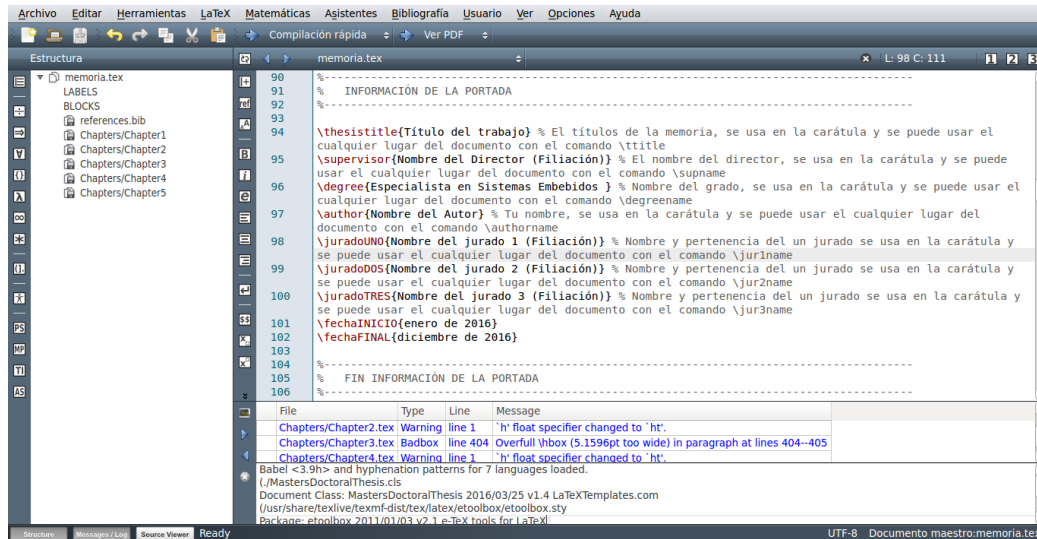 Archivo Editar Herramientas LaTeX Matemáticas Asistentes Bibliografía Usuario Ver Opciones Ayuda
Compilación rápida Ver PDF
Estructura memoria.tex L: 98 C: 111 1 2 3
memoria.tex
LABELS
BLOCKS
references.bib
Chapters/Chapter1
Chapters/Chapter2
Chapters/Chapter3
Chapters/Chapter4
Chapters/Chapter5
90 %-----------------------------------------------------------------------------------
91 % INFORMACIÓN DE LA PORTADA
92 %-----------------------------------------------------------------------------------
93
94 \thesistitle{Título del trabajo} % El títulos de la memoria, se usa en la carátula y se puede usar el
cualquier lugar del documento con el comando \ttitle
95 \supervisor{Nombre del Director (Filiación)} % El nombre del director, se usa en la carátula y se puede
usar el cualquier lugar del documento con el comando \supname
96 \degree{Especialista en Sistemas Embebidos } % Nombre del grado, se usa en la carátula y se puede usar el
cualquier lugar del documento con el comando \degreename
97 \author{Nombre del Autor} % Tu nombre, se usa en la carátula y se puede usar el cualquier lugar del
documento con el comando \authorname
98 \juradoUNO{Nombre del jurado 1 (Filiación)} % Nombre y pertenencia del un jurado se usa en la carátula y
se puede usar el cualquier lugar del documento con el comando \jur1name
99 \juradoDOS{Nombre del jurado 2 (Filiación)} % Nombre y pertenencia del un jurado se usa en la carátula y
se puede usar el cualquier lugar del documento con el comando \jur2name
100 \juradoTRES{Nombre del jurado 3 (Filiación)} % Nombre y pertenencia del un jurado se usa en la carátula y
se puede usar el cualquier lugar del documento con el comando \jur3name
101 \fechaINICIO{enero de 2016}
102 \fechaFINAL{diciembre de 2016}
103
104 %-----------------------------------------------------------------------------------
105 % FIN INFORMACIÓN DE LA PORTADA
106 %-----------------------------------------------------------------------------------
File Type Line Message
Chapters/Chapter2.tex Warning line 1 `h' float specifier changed to `ht'.
Chapters/Chapter3.tex Badbox line 404 Overfull \hbox (5.1596pt too wide) in paragraph at lines 404--405
Chapters/Chapter4.tex Warning line 1 `h' float specifier changed to `ht'.
Babel <3.9h> and hyphenation patterns for 7 languages loaded.
(./MastersDoctoralThesis.cls
Document Class: MastersDoctoralThesis 2016/03/25 v1.4 LaTeXTemplates.com
(/usr/share/texlive/texmf-dist/tex/latex/etoolbox/etoolbox.sty
Package: etoolbox 2011/01/03 v2.1 e-TeX tools for LaTeX
Structure Messages / Log Source Viewer Ready UTF-8 Documento maestro:memoria.te